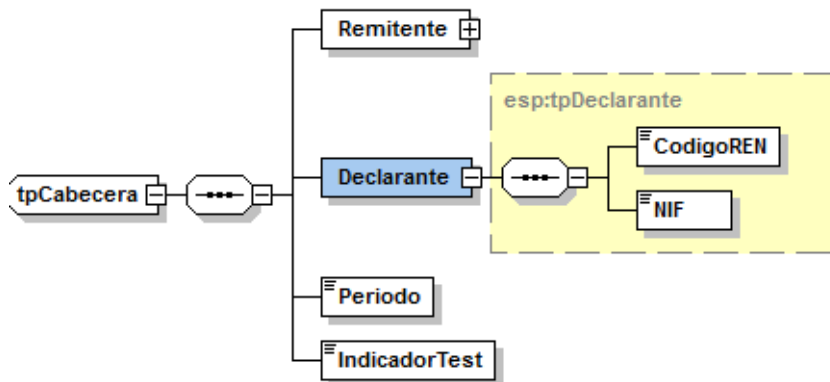 Remitente
esp:tpDeclarante
CodigoREN
tpCabecera
Declarante
NIF
Periodo
IndicadorTest